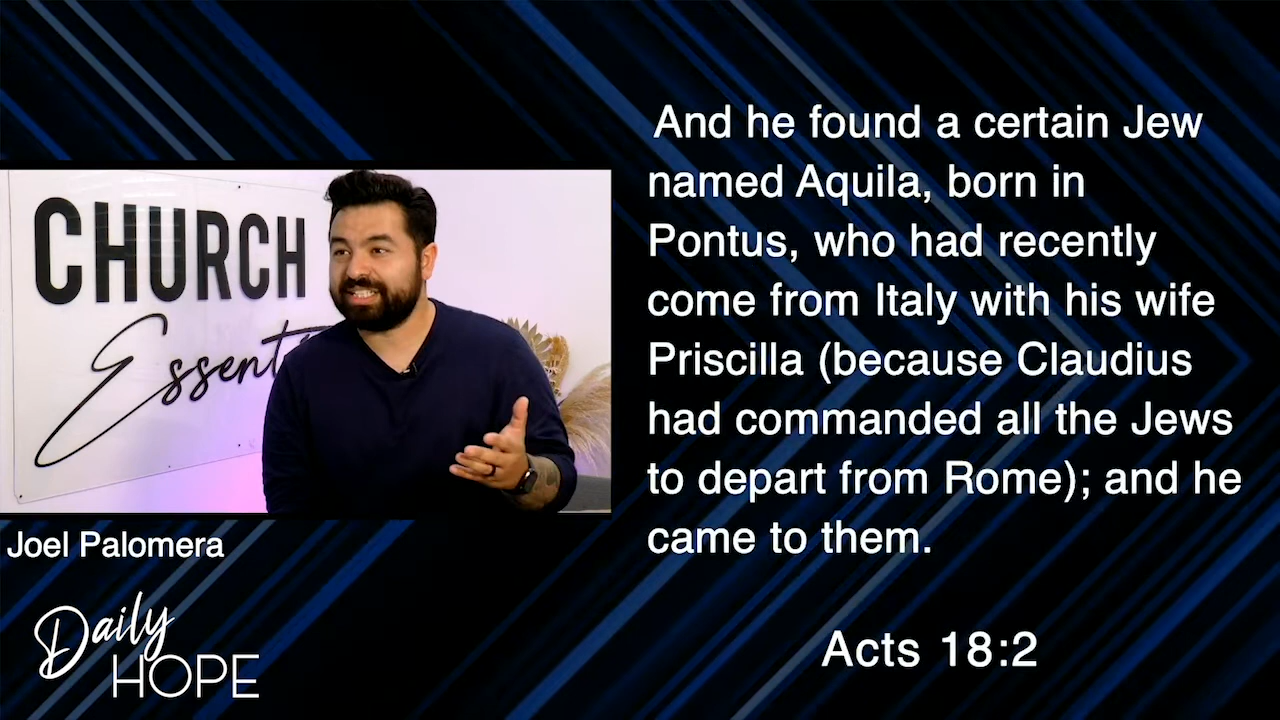 CHURCH
Essent
Joel Palomera
Daily
HOPE
And he found a certain Jew
named Aquila, born in
Pontus, who had recently
come from Italy with his wife
Priscilla (because Claudius
had commanded all the Jews
to depart from Rome); and he
came to them.
Acts 18:2